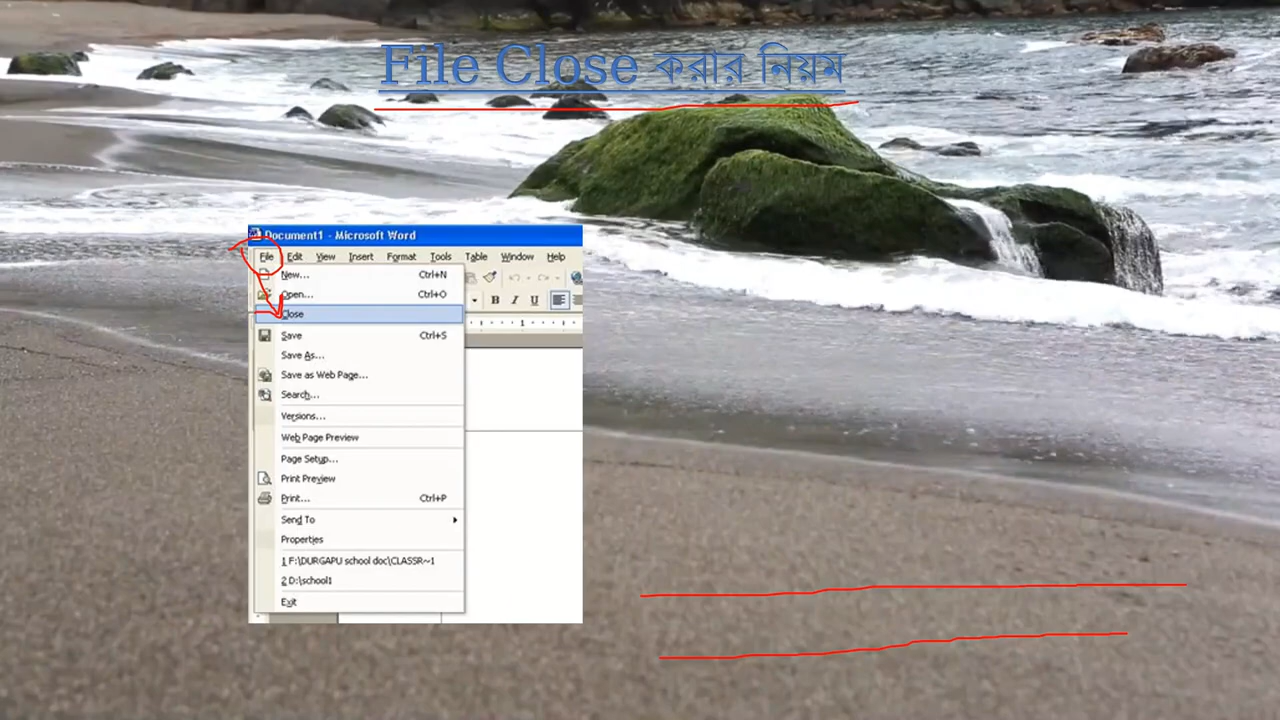 File Close করার নিয়ম
Document1 - Microsoft Word
File Edit View Insert Format Tools Table Window Help
New... Ctrl+N
Open... Ctrl+O
B I U
Close
1
Save Ctrl+S
Save As...
Save as Web Page...
Search...
Versions...
Web Page Preview
Page Setup...
Print Preview
Print... Ctrl+P
Send To
Properties
1 F:\DURGAPU school doc\CLASSR~1
2 D:\school1
Exit